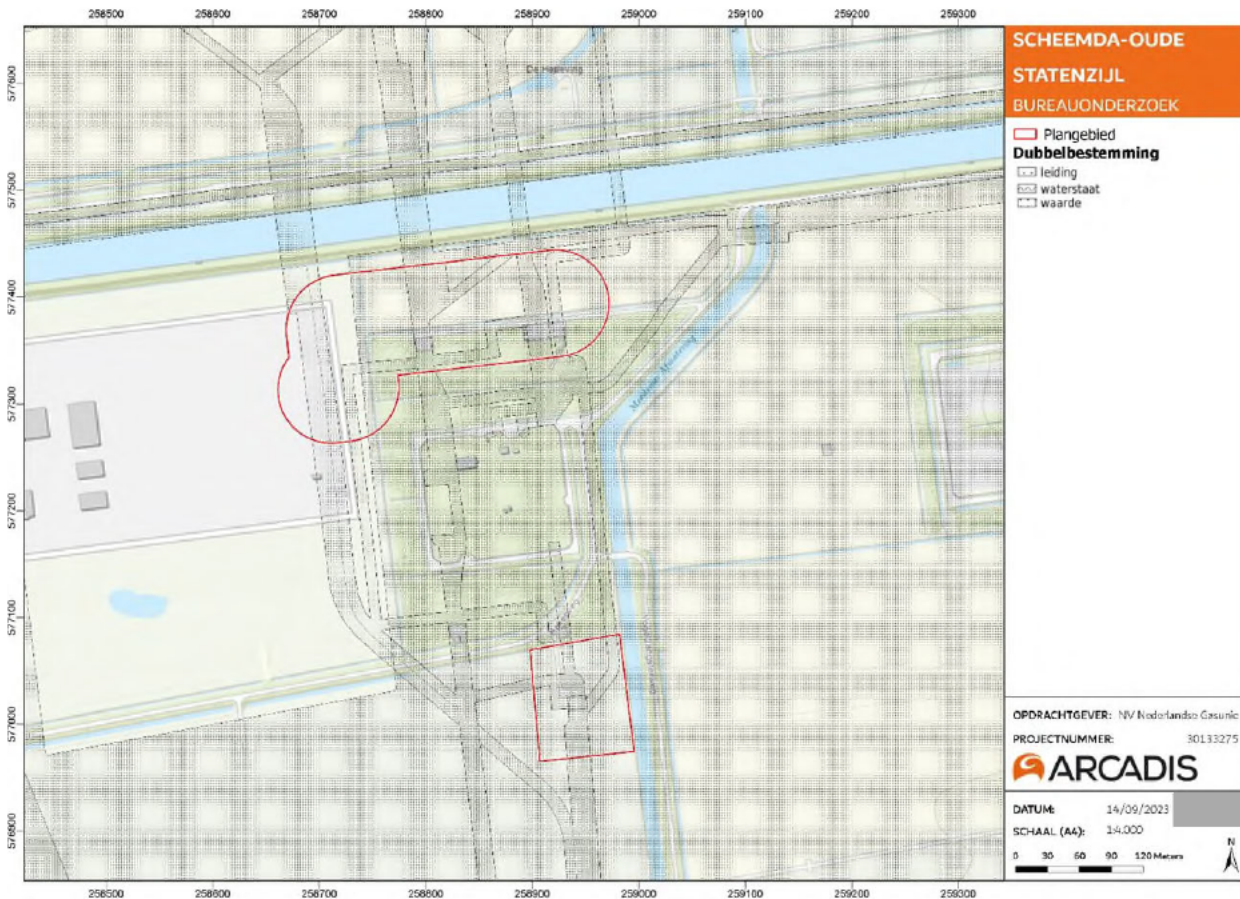 258500 258600 258700 258800 258900 259000 259100 259200 259300
577600
577500
577400
577300
577200
577100
577000
SCHEEMDA-OUDE
STATENZIJL
BUREAUONDERZOEK
Plangebied
Dubbelbestemming
leiding
waterstaat
waarde
OPDRACHTGEVER: NV Nederlandse Gasunie
PROJECTNUMMER: 30133275
ARCADIS
DATUM: 14/09/2023
SCHAAL (A4): 1:4.000
N
0 30 60 90 120 Meters
258500 258600 258700 258800 258900 259000 259100 259200 259300